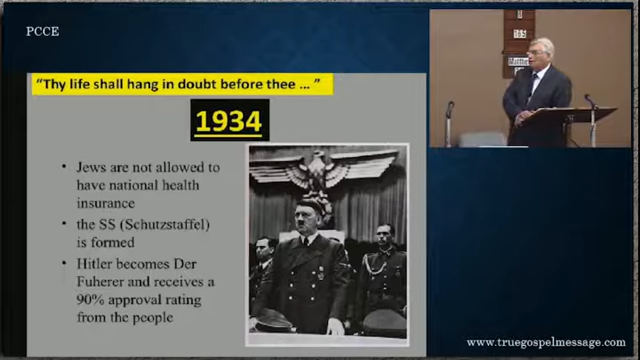 PCCE
"Thy life shall hang in doubt before thee ... "
1934
• Jews are not allowed to
have national health
insurance
• the SS (Schutzstaffel)
is formed
• Hitler becomes Der
Fuherer and receives a
90% approval rating
from the people
www.truegospelmessage.com